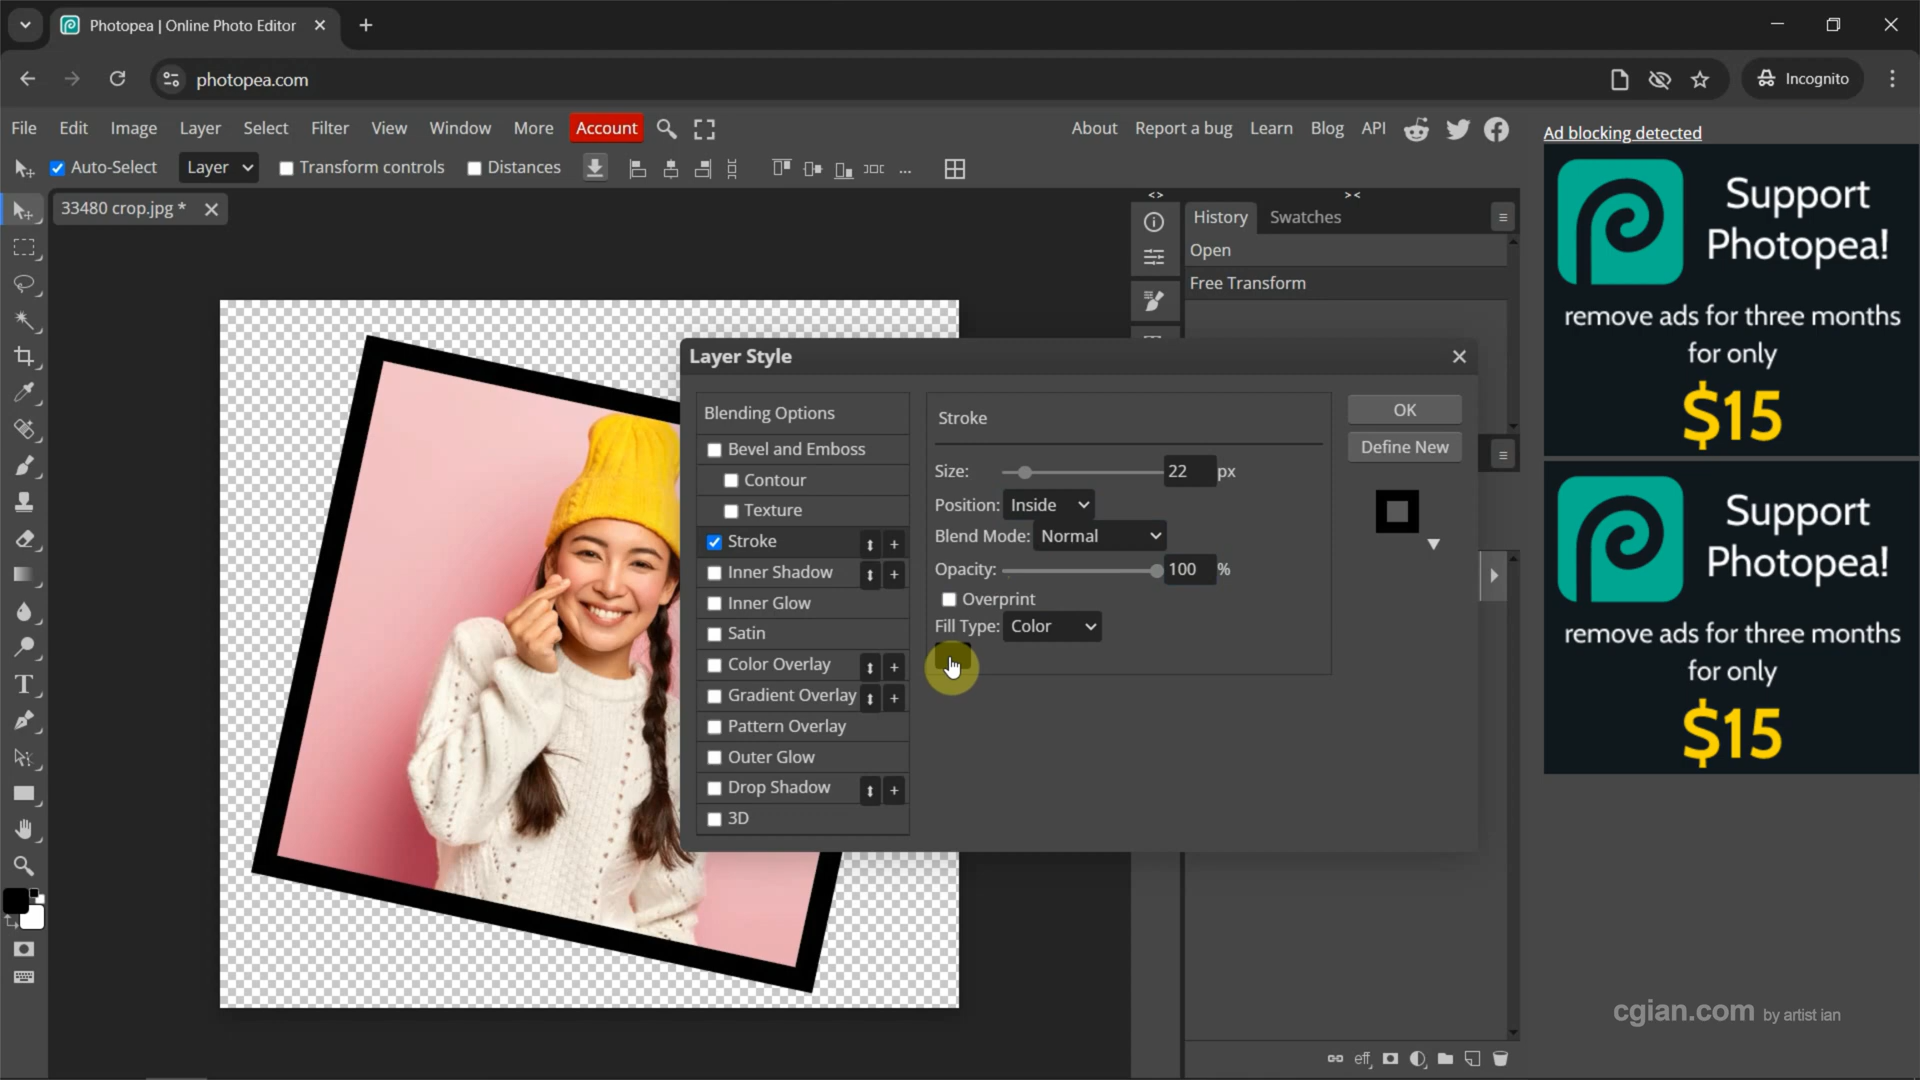 Photopea | Online Photo Editor
photopea.com
Incognito
File Edit Image Layer Select Filter View Window More Account
About Report a bug Learn Blog API
Auto-Select Layer Transform controls Distances
33480 crop.jpg *
History Swatches
Open
Free Transform
Layer Style
Blending Options
Bevel and Emboss
Contour
Texture
Stroke
Inner Shadow
Inner Glow
Satin
Color Overlay
Gradient Overlay
Pattern Overlay
Outer Glow
Drop Shadow
3D
Stroke
Size: 22 px
Position: Inside
Blend Mode: Normal
Opacity: 100 %
Overprint
Fill Type: Color
OK
Define New
eff
Ad blocking detected
Support
Photopea!
remove ads for three months
for only
$15
Support
Photopea!
remove ads for three months
for only
$15
cgian.com by artist ian